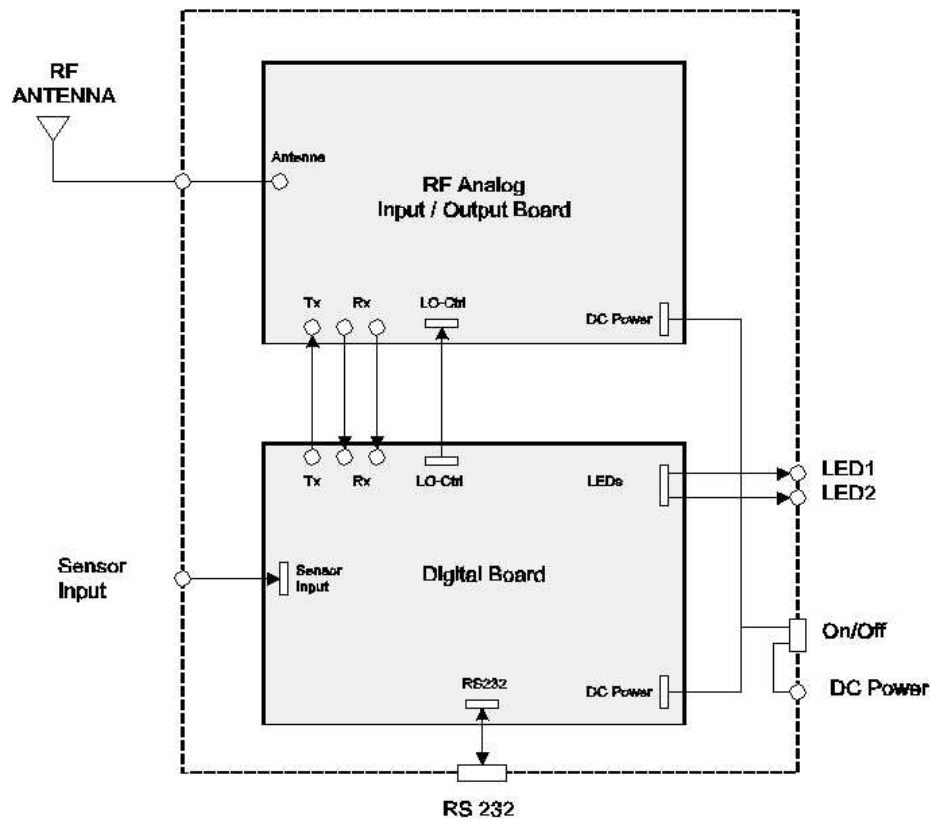 RF
ANTENNA
Antenna
RF Analog
Input / Output Board
Tx
Rx
LO-Ctrl
DC Power
Tx
Rx
LO-Ctrl
LEDs
LED1
LED2
Sensor
Input
Sensor
Input
Digital Board
On/Off
RS232
DC Power
DC Power
RS 232